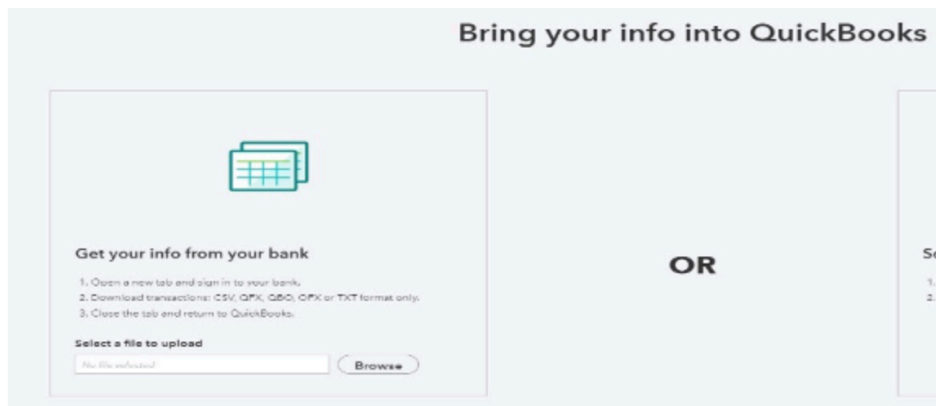 Bring your info into QuickBooks
Get your info from your bank
1. Open a new tab and sign in to your bank.
2. Download transactions: CSV, QFX, QBO, OFX or TXT format only.
3. Close the tab and return to QuickBooks.
Select a file to upload
No file selected
Browse
OR
1.
2.